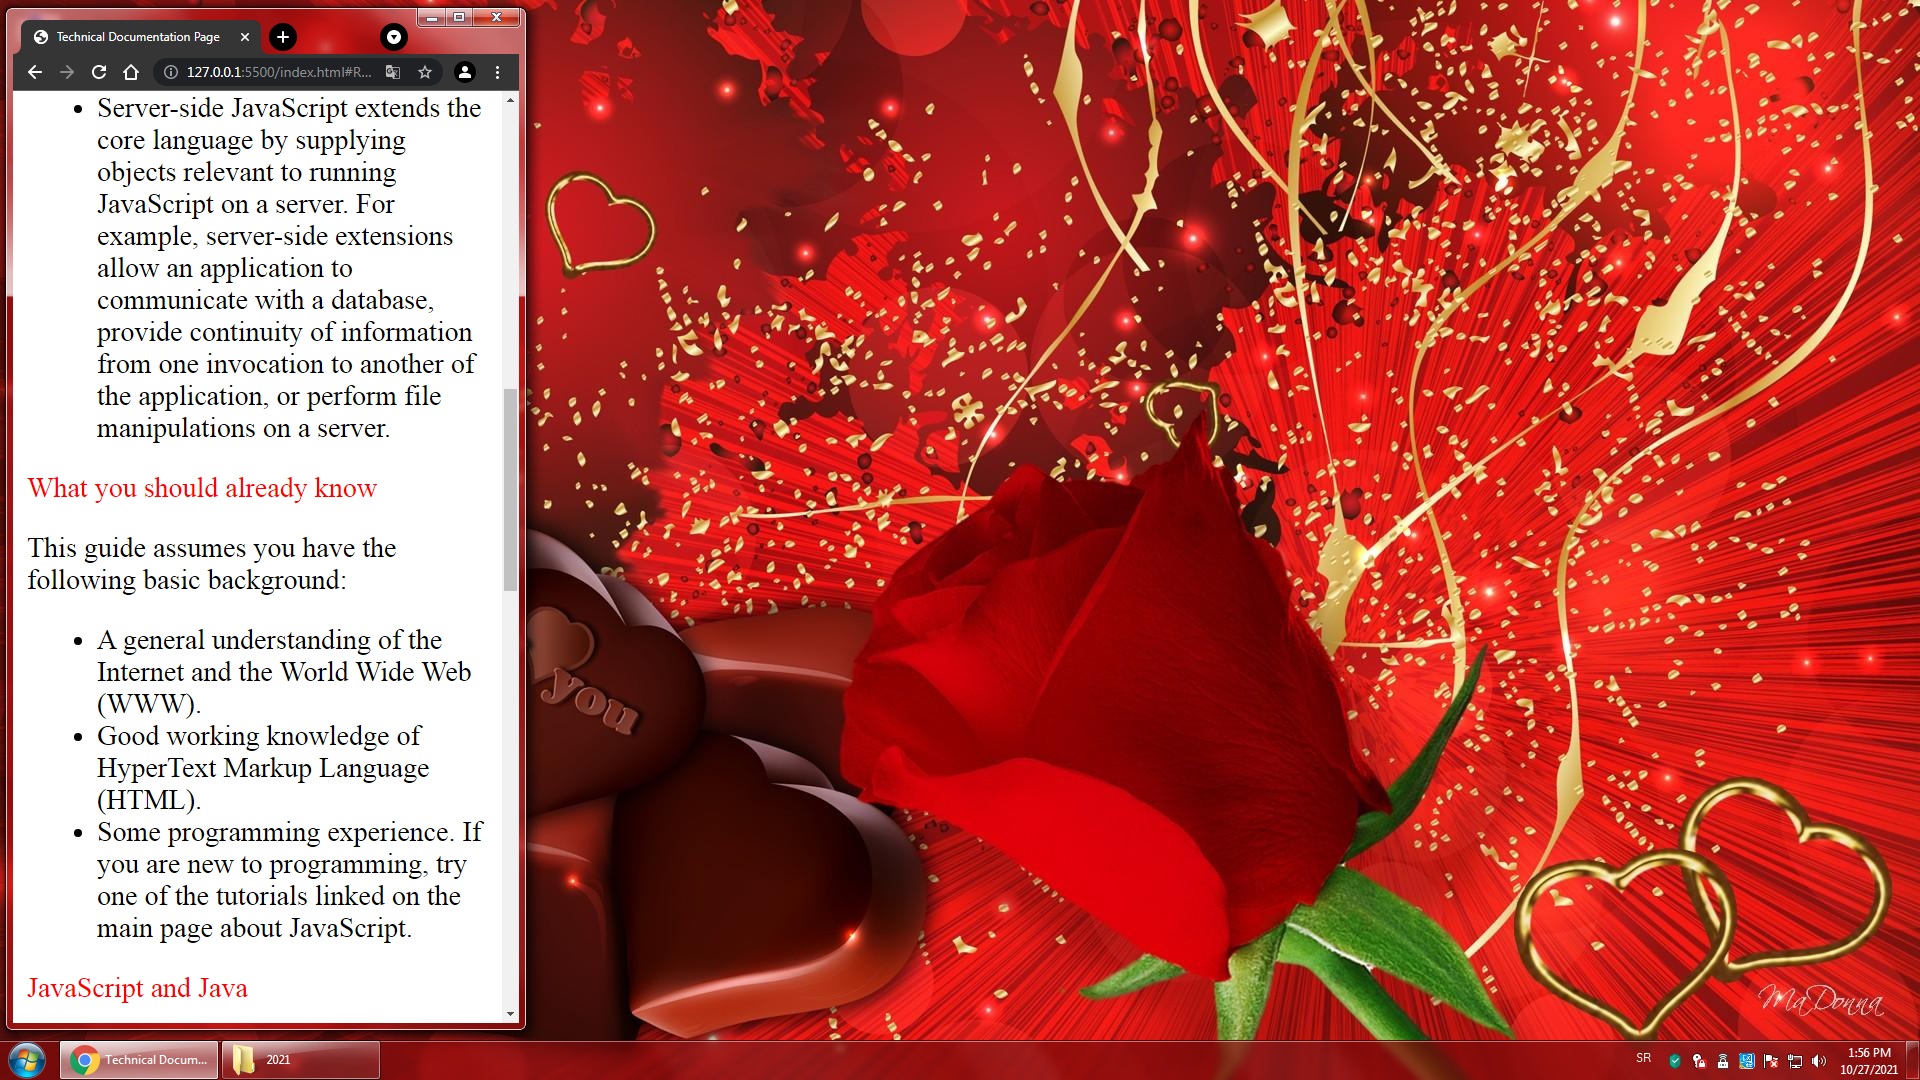 Technical Documentation Page
127.0.0.1:5500/index.html#R...
Server-side JavaScript extends the
core language by supplying
objects relevant to running
JavaScript on a server. For
example, server-side extensions
allow an application to
communicate with a database,
provide continuity of information
from one invocation to another of
the application, or perform file
manipulations on a server.
What you should already know
This guide assumes you have the
following basic background:
A general understanding of the
Internet and the World Wide Web
(WWW).
Good working knowledge of
HyperText Markup Language
(HTML).
Some programming experience. If
you are new to programming, try
one of the tutorials linked on the
main page about JavaScript.
JavaScript and Java
you
MaDonna
Technical Docum...
2021
SR
1:56 PM
10/27/2021